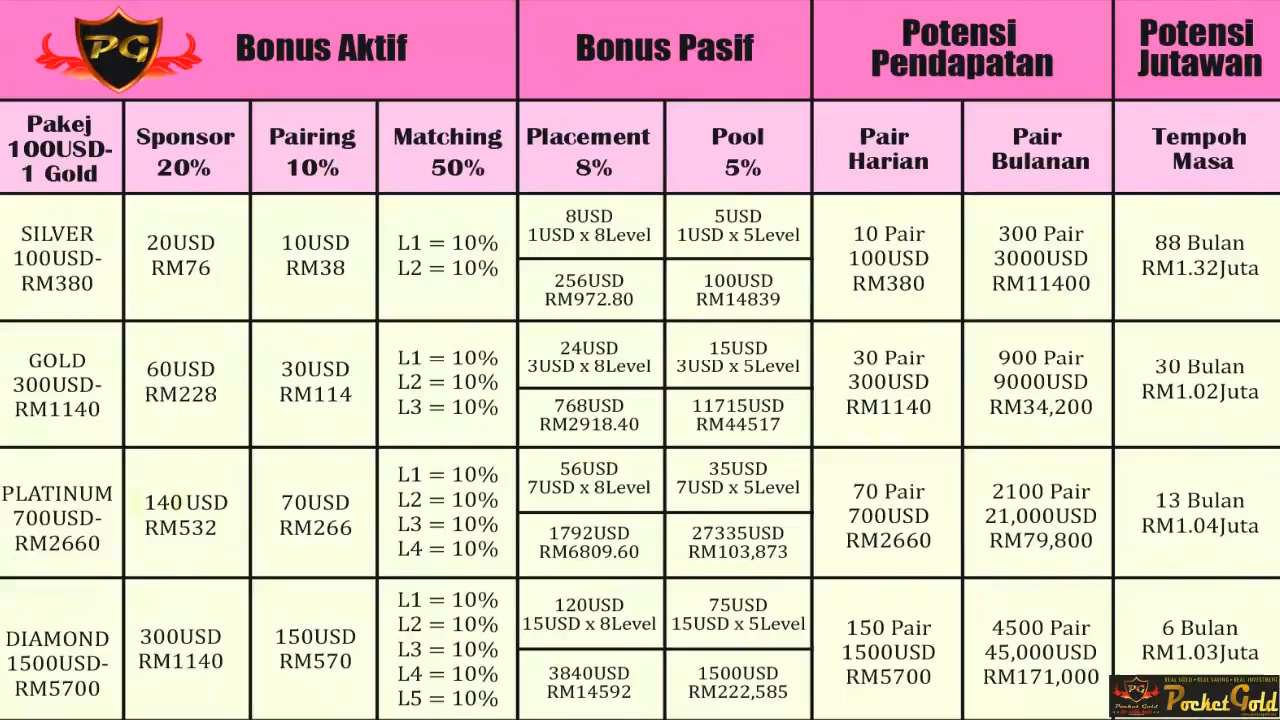 PG
Bonus Aktif
Bonus Pasif
Potensi
Pendapatan
Potensi
Jutawan
Pakej
100USD-
1 Gold
Sponsor
20%
Pairing
10%
Matching
50%
Placement
8%
Pool
5%
Pair
Harian
Pair
Bulanan
Tempoh
Masa
SILVER
100USD-
RM380
20USD
RM76
10USD
RM38
L1 = 10%
L2 = 10%
8USD
1USD x 8Level
256USD
RM972.80
5USD
1USD x 5Level
100USD
RM14839
10 Pair
100USD
RM380
300 Pair
3000USD
RM11400
88 Bulan
RM1.32Juta
GOLD
300USD-
RM1140
60USD
RM228
30USD
RM114
L1 = 10%
L2 = 10%
L3 = 10%
24USD
3USD x 8Level
768USD
RM2918.40
15USD
3USD x 5Level
11715USD
RM44517
30 Pair
300USD
RM1140
900 Pair
9000USD
RM34,200
30 Bulan
RM1.02Juta
PLATINUM
700USD-
RM2660
140USD
RM532
70USD
RM266
L1 = 10%
L2 = 10%
L3 = 10%
L4 = 10%
56USD
7USD x 8Level
1792USD
RM6809.60
35USD
7USD x 5Level
27335USD
RM103,873
70 Pair
700USD
RM2660
2100 Pair
21,000USD
RM79,800
13 Bulan
RM1.04Juta
DIAMOND
1500USD-
RM5700
300USD
RM1140
150USD
RM570
L1 = 10%
L2 = 10%
L3 = 10%
L4 = 10%
L5 = 10%
120USD
15USD x 8Level
3840USD
RM14592
75USD
15USD x 5Level
1500USD
RM222,585
150 Pair
1500USD
RM5700
4500 Pair
45,000USD
RM171,000
6 Bulan
RM1.03Juta
REAL GOLD • REAL SAVING • REAL INVESTMENT
PG
Pocket Gold
PocketGold